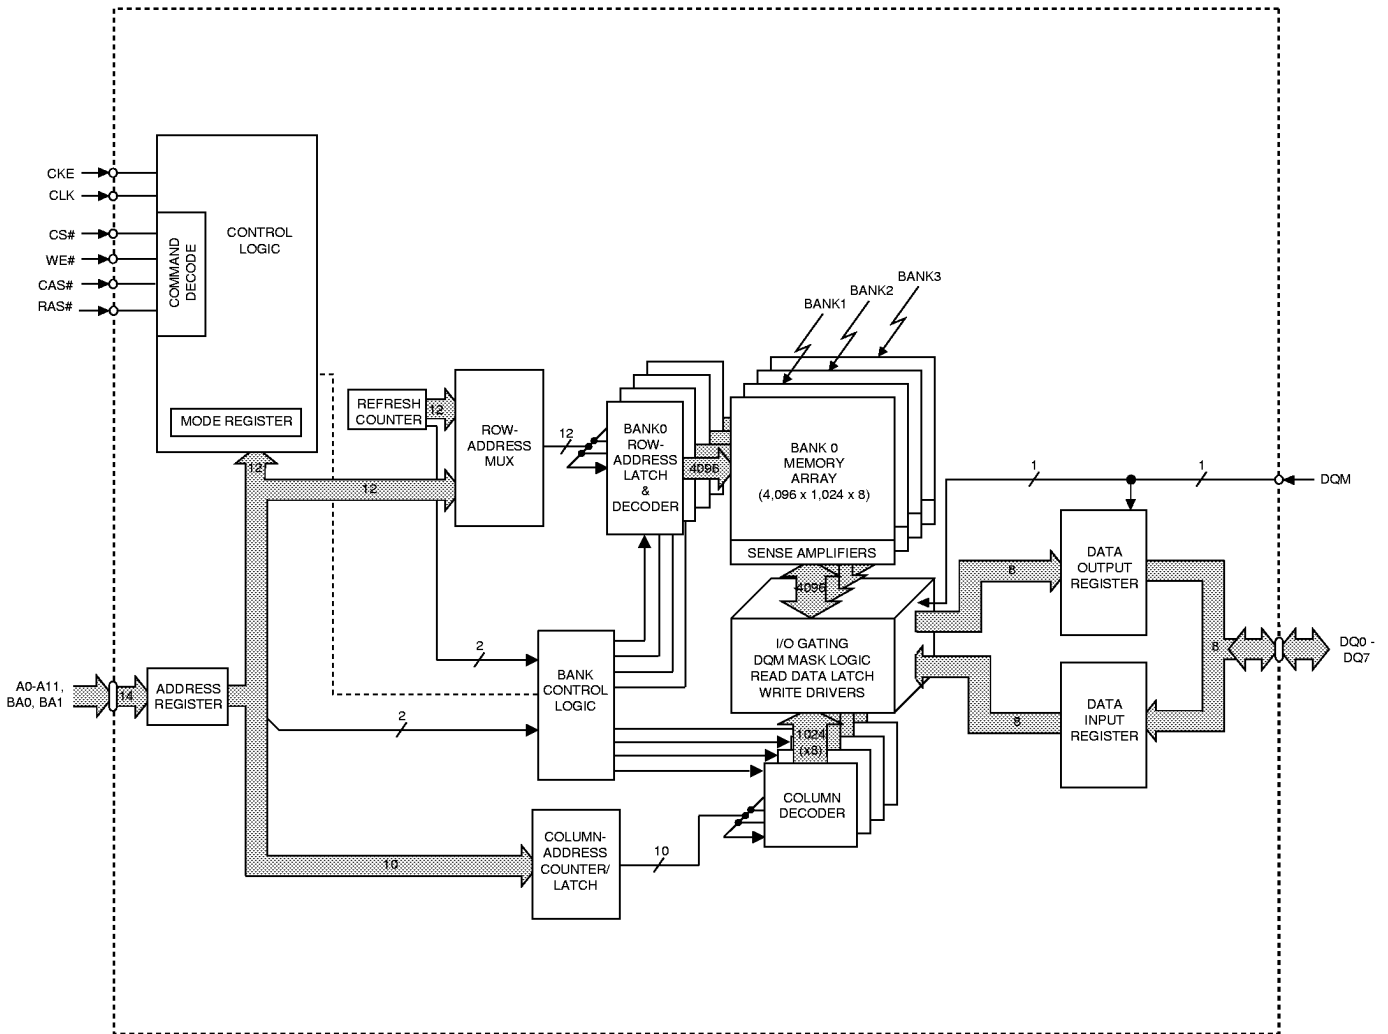 CKE
CLK
CS#
WE#
CAS#
RAS#
CONTROL
LOGIC
COMMAND
DECODE
MODE REGISTER
12
REFRESH
COUNTER
12
12
ROW-
ADDRESS
MUX
12
BANK0
ROW-
ADDRESS
LATCH
&
DECODER
4096
BANK1
BANK2
BANK3
BANK 0
MEMORY
ARRAY
(4,096 x 1,024 x 8)
SENSE AMPLIFIERS
4096
I/O GATING
DQM MASK LOGIC
READ DATA LATCH
WRITE DRIVERS
1
1
DQM
8
DATA
OUTPUT
REGISTER
8
DQ0 -
DQ7
8
DATA
INPUT
REGISTER
A0-A11,
BA0, BA1
14
ADDRESS
REGISTER
2
2
BANK
CONTROL
LOGIC
1024
(x8)
COLUMN
DECODER
10
COLUMN-
ADDRESS
COUNTER/
LATCH
10